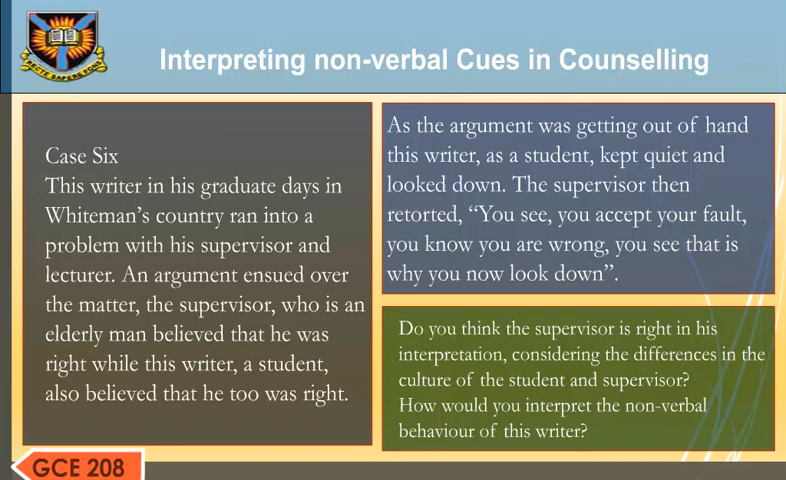 RECTE SAPERE FONS
Interpreting non-verbal Cues in Counselling
Case Six
This writer in his graduate days in
Whiteman's country ran into a
problem with his supervisor and
lecturer. An argument ensued over
the matter, the supervisor, who is an
elderly man believed that he was
right while this writer, a student,
also believed that he too was right.
As the argument was getting out of hand
this writer, as a student, kept quiet and
looked down. The supervisor then
retorted, “You see, you accept your fault,
you know you are wrong, you see that is
why you now look down”.
Do you think the supervisor is right in his
interpretation, considering the differences in the
culture of the student and supervisor?
How would you interpret the non-verbal
behaviour of this writer?
GCE 208